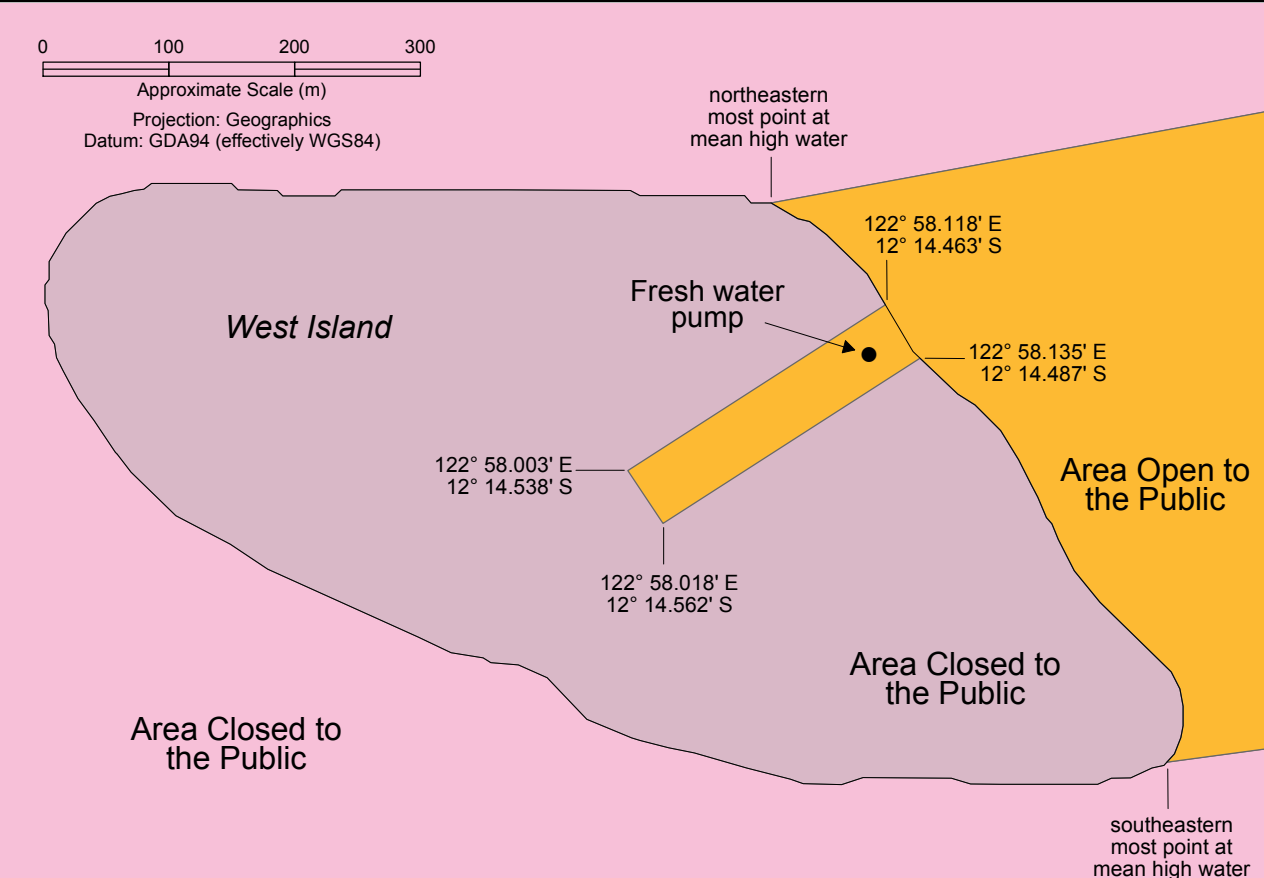 0 100 200 300
Approximate Scale (m)
Projection: Geographics
Datum: GDA94 (effectively WGS84)
northeastern
most point at
mean high water
122° 58.118' E
12° 14.463' S
Fresh water
pump
West Island
122° 58.135' E
12° 14.487' S
122° 58.003' E
12° 14.538' S
Area Open to
the Public
122° 58.018' E
12° 14.562' S
Area Closed to
the Public
Area Closed to
the Public
southeastern
most point at
mean high water